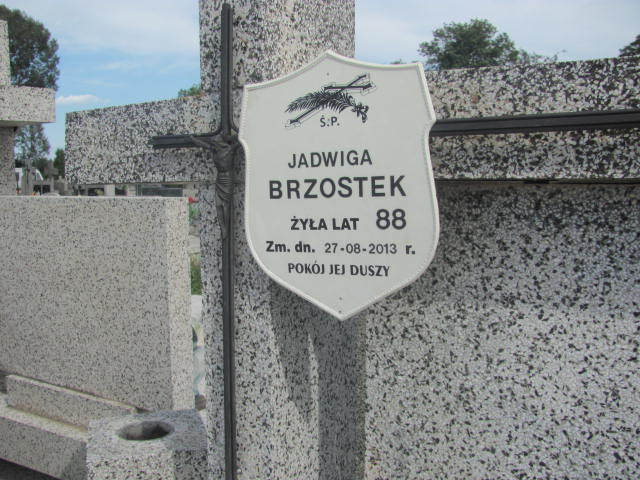 Ś.P.
JADWIGA
BRZOSTEK
ŻYŁA LAT 88
Zm. dn. 27-08-2013 r.
POKÓJ JEJ DUSZY